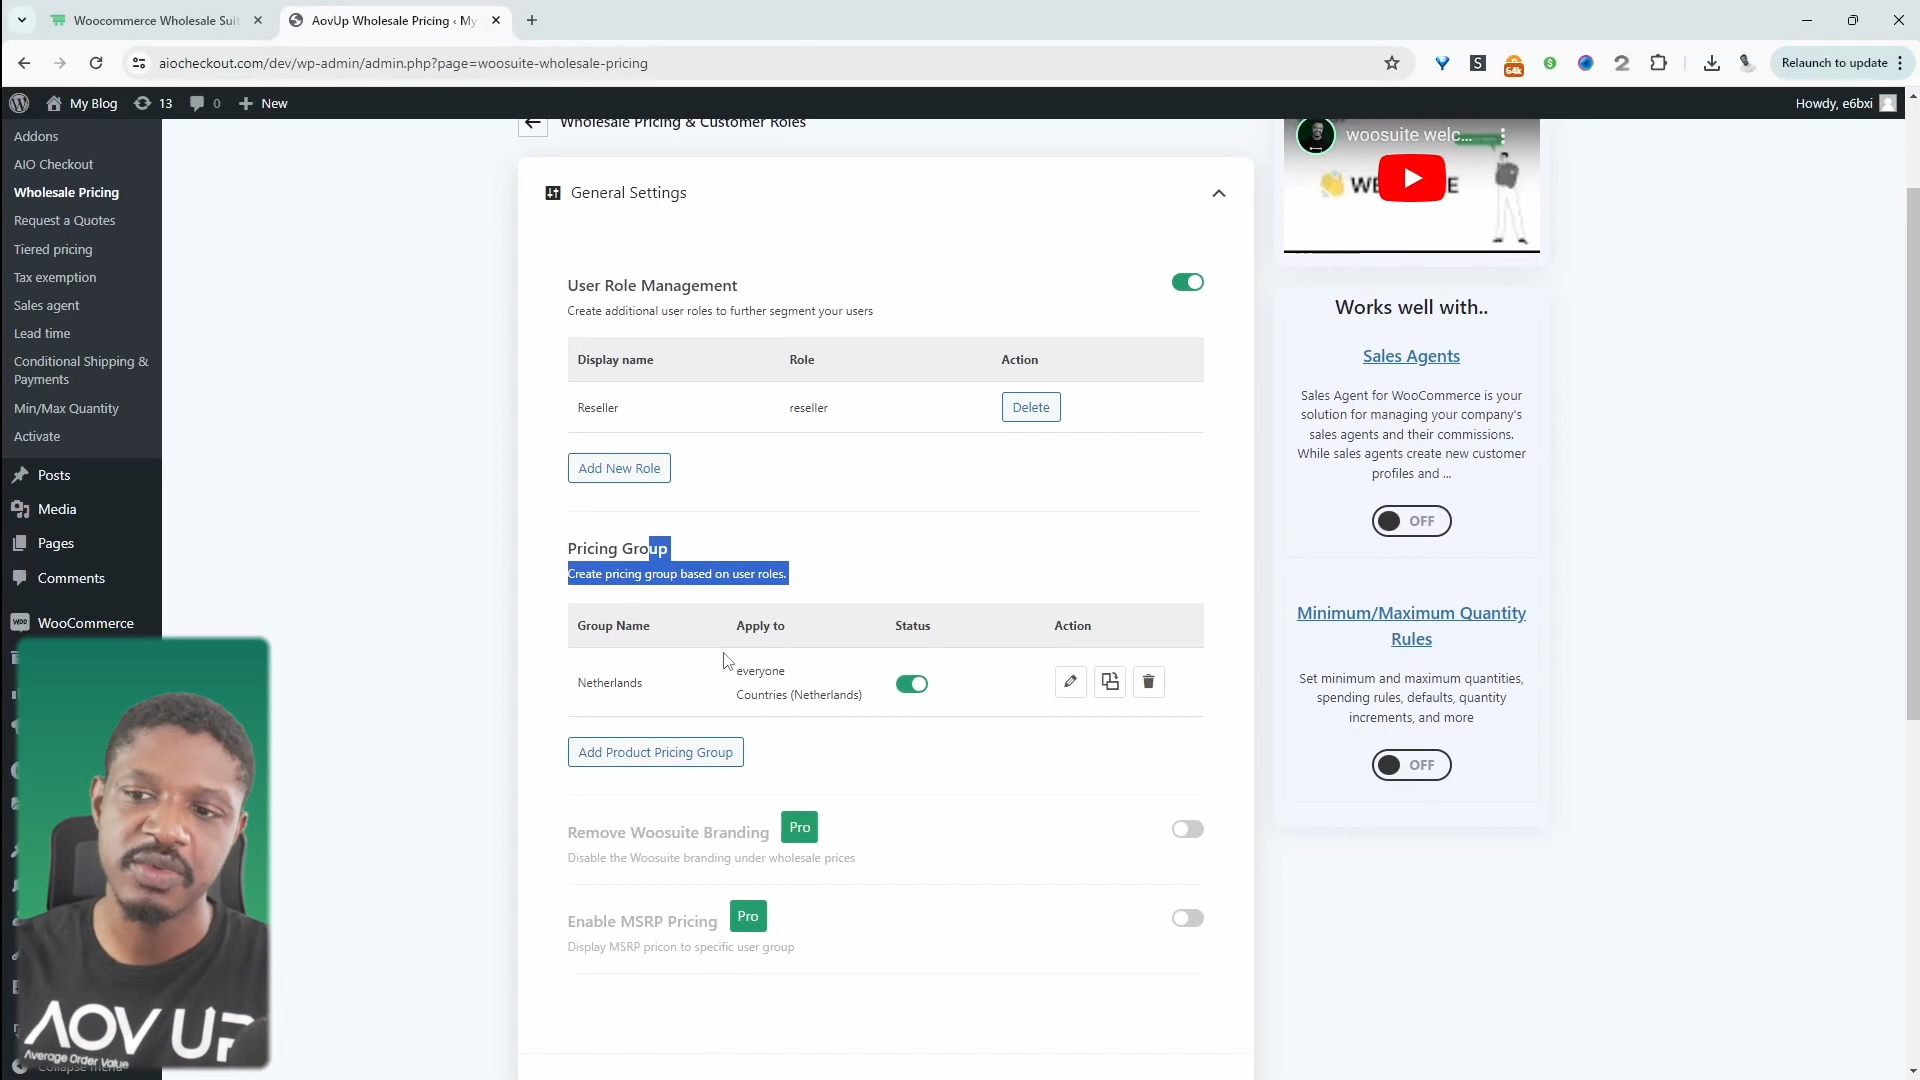 Woocommerce Wholesale Suit
AovUp Wholesale Pricing ‹ My
aiocheckout.com/dev/wp-admin/admin.php?page=woosuite-wholesale-pricing
64k
Relaunch to update
My Blog
13
0
New
Howdy, e6bxi
Addons
AIO Checkout
Wholesale Pricing
Request a Quotes
Tiered pricing
Tax exemption
Sales agent
Lead time
Conditional Shipping &
Payments
Min/Max Quantity
Activate
Posts
Media
Pages
Comments
WooCommerce
Wholesale Pricing & Customer Roles
General Settings
User Role Management
Create additional user roles to further segment your users
Display name Role Action
Reseller reseller Delete
Add New Role
Pricing Group
Create pricing group based on user roles.
Group Name Apply to Status Action
Netherlands everyone
Countries (Netherlands)
Add Product Pricing Group
Remove Woosuite Branding Pro
Disable the Woosuite branding under wholesale prices
Enable MSRP Pricing Pro
Display MSRP pricon to specific user group
woosuite welc...
Works well with..
Sales Agents
Sales Agent for WooCommerce is your
solution for managing your company's
sales agents and their commissions.
While sales agents create new customer
profiles and ...
OFF
Minimum/Maximum Quantity
Rules
Set minimum and maximum quantities,
spending rules, defaults, quantity
increments, and more
OFF
AOV UP
Average Order Value
Collapse menu